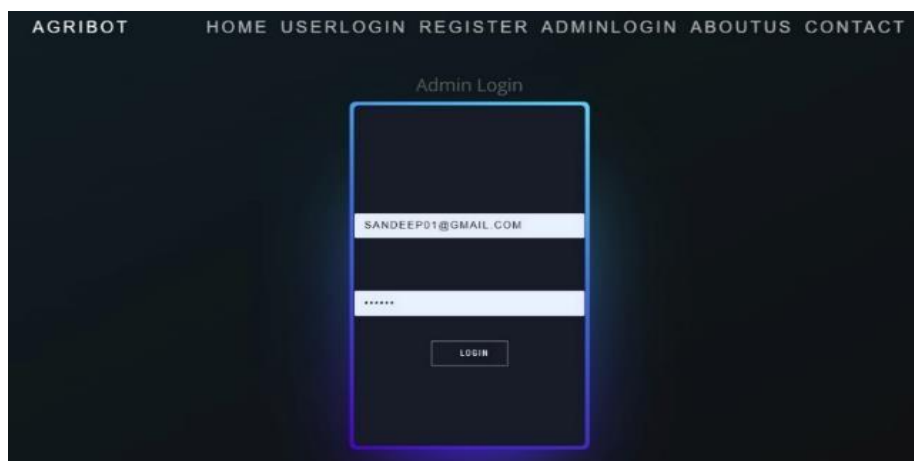 AGRIBOT HOME USERLOGIN REGISTER ADMINLOGIN ABOUTUS CONTACT
Admin Login
SANDEEP01@GMAIL.COM
••••••
LOGIN